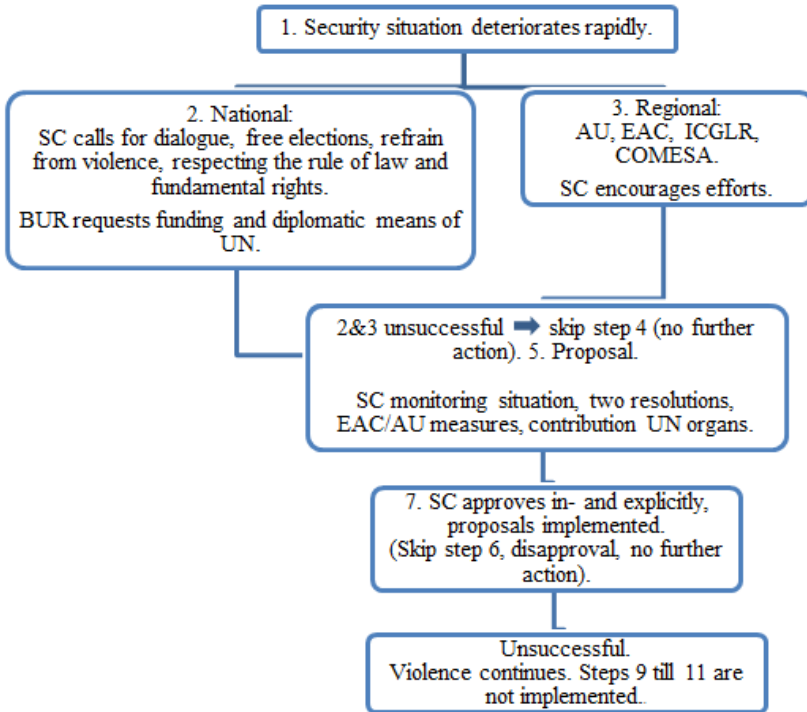 1. Security situation deteriorates rapidly.
2. National:
SC calls for dialogue, free elections, refrain
from violence, respecting the rule of law and
fundamental rights.
BUR requests funding and diplomatic means of
UN.
3. Regional:
AU, EAC, ICGLR,
COMESA.
SC encourages efforts.
2&3 unsuccessful ➡ skip step 4 (no further
action). 5. Proposal.
SC monitoring situation, two resolutions,
EAC/AU measures, contribution UN organs.
7. SC approves in- and explicitly,
proposals implemented.
(Skip step 6, disapproval, no further
action).
Unsuccessful.
Violence continues. Steps 9 till 11 are
not implemented..